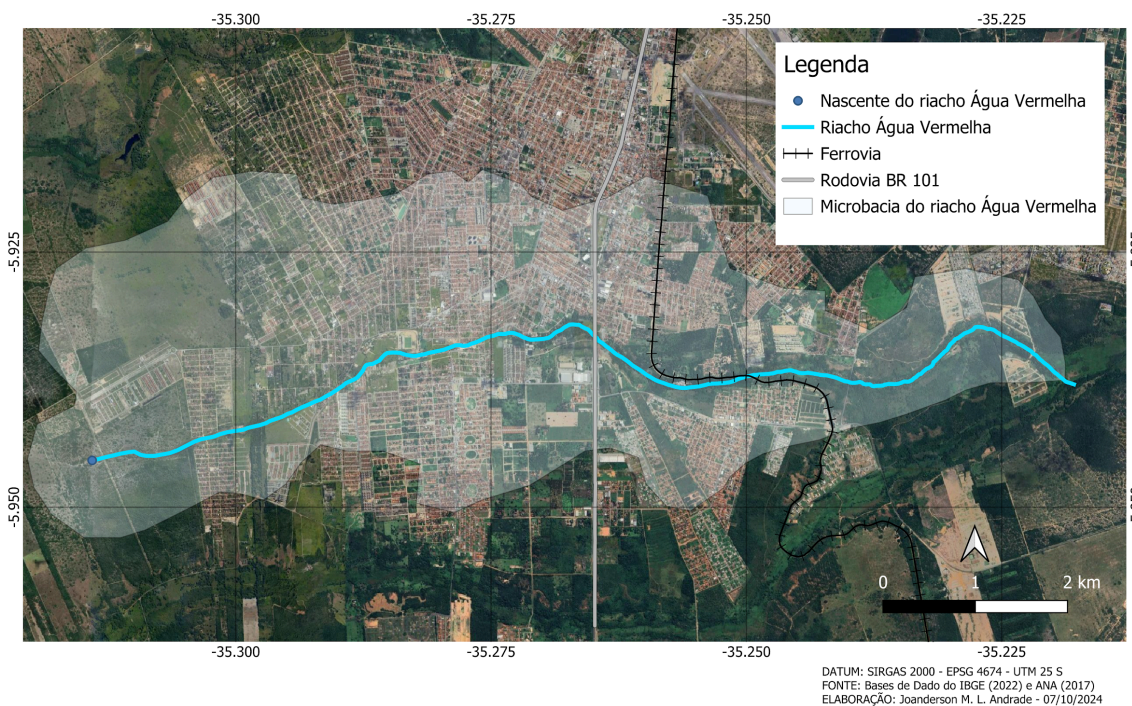 -35.300 -35.275 -35.250 -35.225
Legenda
Nascente do riacho Água Vermelha
Riacho Água Vermelha
Ferrovia
Rodovia BR 101
Microbacia do riacho Água Vermelha
-5.925
-5.950
0 1 2 km
-35.300 -35.275 -35.250 -35.225
DATUM: SIRGAS 2000 - EPSG 4674 - UTM 25 S
FONTE: Bases de Dado do IBGE (2022) e ANA (2017)
ELABORAÇÃO: Joanderson M. L. Andrade - 07/10/2024